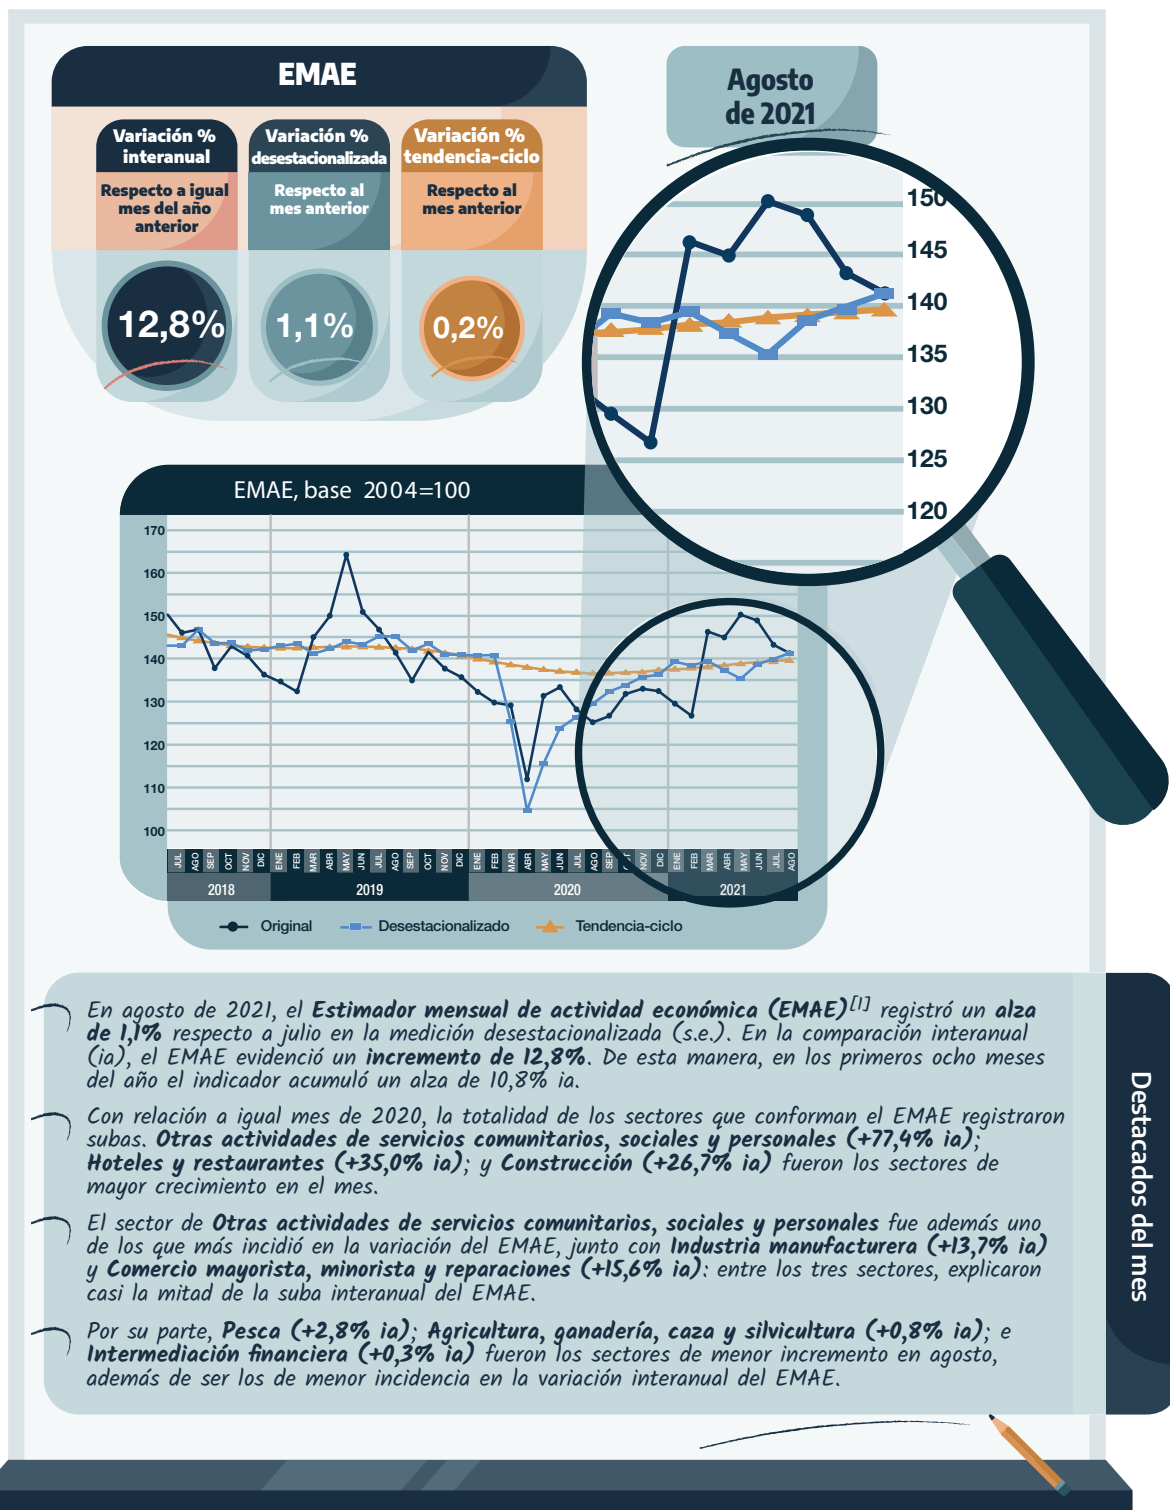 EMAE
Variación %
interanual
Respecto a igual
mes del año
anterior
12,8%
Variación %
desestacionalizada
Respecto al
mes anterior
1,1%
Variación %
tendencia-ciclo
Respecto al
mes anterior
0,2%
Agosto
de 2021
150
145
140
135
130
125
120
EMAE, base 2004=100
170
160
150
140
130
120
110
100
JUL AGO SEP OCT NOV DIC ENE FEB MAR ABR MAY JUN JUL AGO SEP OCT NOV DIC ENE FEB MAR ABR MAY JUN JUL AGO SEP OCT NOV DIC ENE FEB MAR ABR MAY JUN JUL AGO
2018 2019 2020 2021
Original Desestacionalizado Tendencia-ciclo
En agosto de 2021, el Estimador mensual de actividad económica (EMAE)[1] registró un alza
de 1,1% respecto a julio en la medición desestacionalizada (s.e.). En la comparación interanual
(ia), el EMAE evidenció un incremento de 12,8%. De esta manera, en los primeros ocho meses
del año el indicador acumuló un alza de 10,8% ia.
Con relación a igual mes de 2020, la totalidad de los sectores que conforman el EMAE registraron
subas. Otras actividades de servicios comunitarios, sociales y personales (+77,4% ia);
Hoteles y restaurantes (+35,0% ia); y Construcción (+26,7% ia) fueron los sectores de
mayor crecimiento en el mes.
El sector de Otras actividades de servicios comunitarios, sociales y personales fue además uno
de los que más incidió en la variación del EMAE, junto con Industria manufacturera (+13,7% ia)
y Comercio mayorista, minorista y reparaciones (+15,6% ia): entre los tres sectores, explicaron
casi la mitad de la suba interanual del EMAE.
Por su parte, Pesca (+2,8% ia); Agricultura, ganadería, caza y silvicultura (+0,8% ia); e
Intermediación financiera (+0,3% ia) fueron los sectores de menor incremento en agosto,
además de ser los de menor incidencia en la variación interanual del EMAE.
Destacados del mes